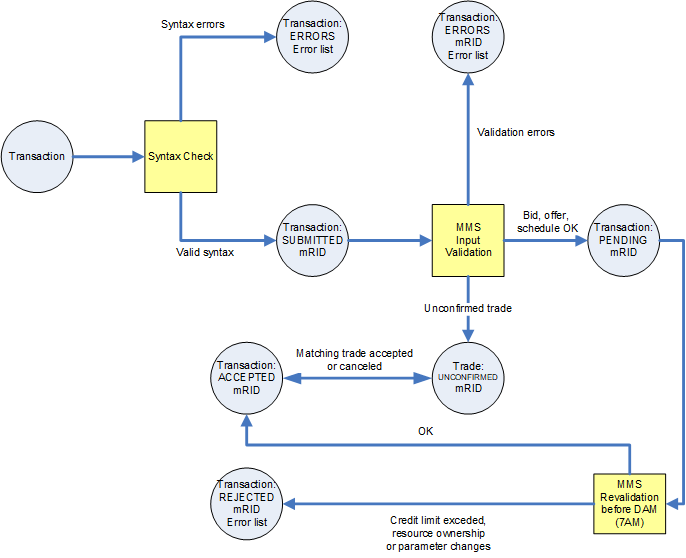 Syntax errors
Transaction:
ERRORS
Error list
Transaction:
ERRORS
mRID
Error list
Validation errors
Transaction
Syntax Check
Valid syntax
Transaction:
SUBMITTED
mRID
MMS
Input
Validation
Bid, offer,
schedule OK
Transaction:
PENDING
mRID
Unconfirmed trade
Transaction:
ACCEPTED
mRID
Matching trade accepted
or canceled
Trade:
UNCONFIRMED
mRID
OK
Transaction:
REJECTED
mRID
Error list
Credit limit exceded,
resource ownership
or parameter changes
MMS
Revalidation
before DAM
(7AM)